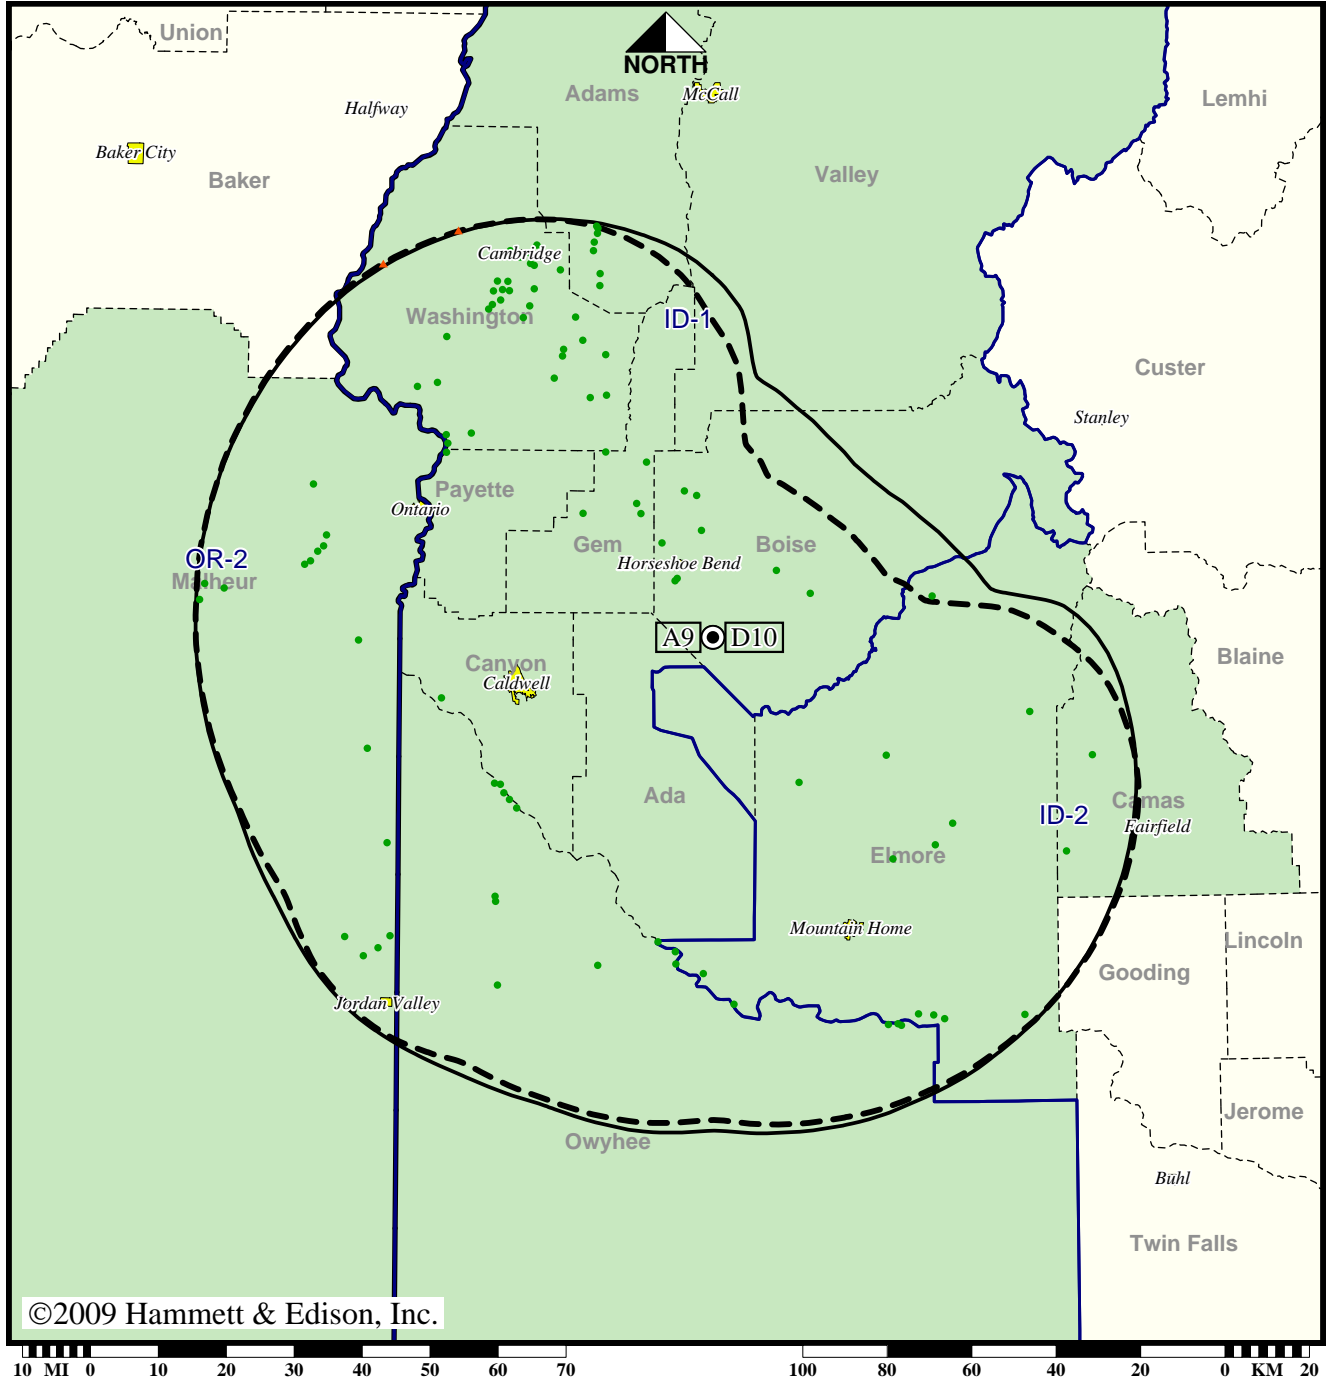 Union
NORTH
Adams
McCall
Lemhi
Halfway
Baker City
Baker
Valley
Cambridge
Washington
ID-1
Custer
Stanley
Payette
Ontario
Gem
Boise
OR-2
Malheur
Horseshoe Bend
A9
D10
Canyon
Caldwell
Blaine
Ada
ID-2
Camas
Fairfield
Elmore
Mountain Home
Lincoln
Gooding
Jordan Valley
Jerome
Owyhee
Buhl
Twin Falls
©2009 Hammett & Edison, Inc.
10 MI 0 10 20 30 40 50 60 70
100 80 60 40 20 0 KM 20